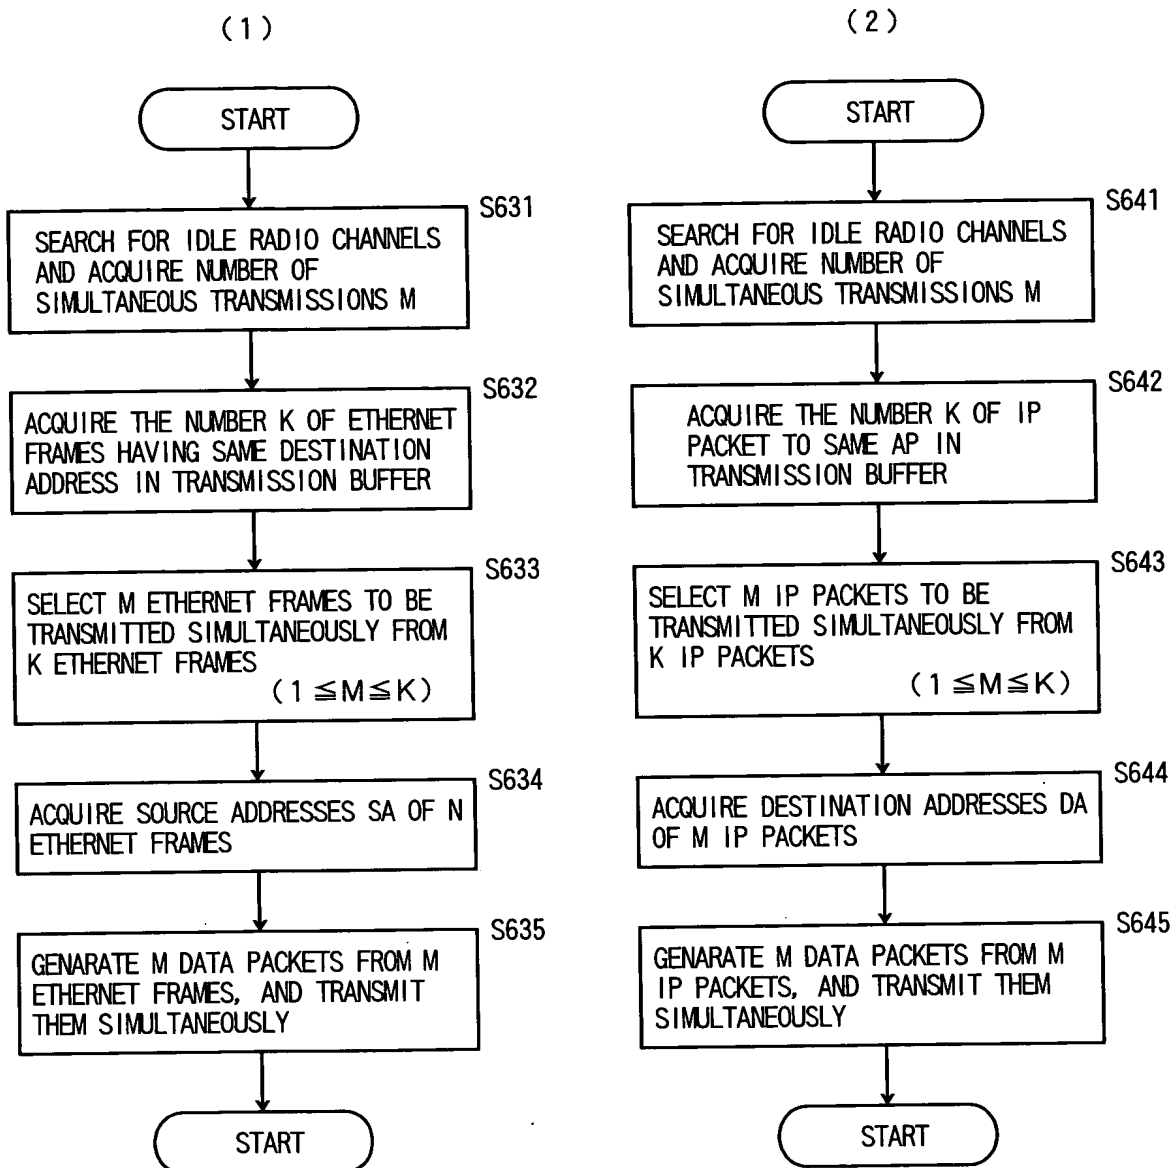 (1)
START
S631
SEARCH FOR IDLE RADIO CHANNELS
AND ACQUIRE NUMBER OF
SIMULTANEOUS TRANSMISSIONS M
S632
ACQUIRE THE NUMBER K OF ETHERNET
FRAMES HAVING SAME DESTINATION
ADDRESS IN TRANSMISSION BUFFER
S633
SELECT M ETHERNET FRAMES TO BE
TRANSMITTED SIMULTANEOUSLY FROM
K ETHERNET FRAMES
(1≦M≦K)
S634
ACQUIRE SOURCE ADDRESSES SA OF N
ETHERNET FRAMES
S635
GENARATE M DATA PACKETS FROM M
ETHERNET FRAMES, AND TRANSMIT
THEM SIMULTANEOUSLY
START
(2)
START
S641
SEARCH FOR IDLE RADIO CHANNELS
AND ACQUIRE NUMBER OF
SIMULTANEOUS TRANSMISSIONS M
S642
ACQUIRE THE NUMBER K OF IP
PACKET TO SAME AP IN
TRANSMISSION BUFFER
S643
SELECT M IP PACKETS TO BE
TRANSMITTED SIMULTANEOUSLY FROM
K IP PACKETS
(1≦M≦K)
S644
ACQUIRE DESTINATION ADDRESSES DA
OF M IP PACKETS
S645
GENARATE M DATA PACKETS FROM M
IP PACKETS, AND TRANSMIT THEM
SIMULTANEOUSLY
START